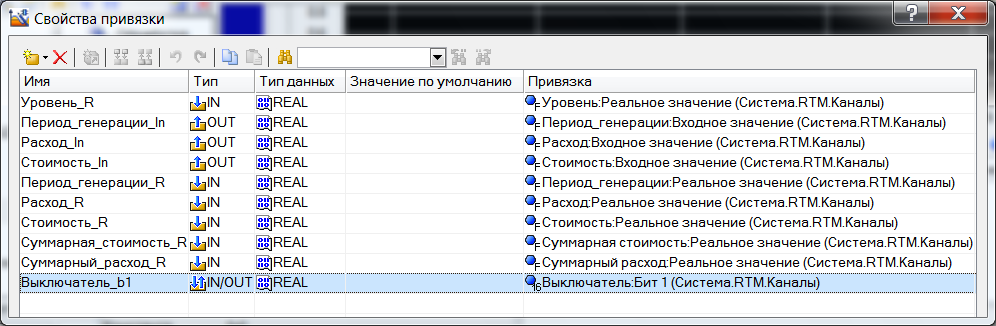 Свойства привязки
Имя Тип Тип данных Значение по умолчанию Привязка
Уровень_R IN REAL Уровень:Реальное значение (Система.RTM.Каналы)
Период_генерации_In OUT REAL Период_генерации:Входное значение (Система.RTM.Каналы)
Расход_In OUT REAL Расход:Входное значение (Система.RTM.Каналы)
Стоимость_In OUT REAL Стоимость:Входное значение (Система.RTM.Каналы)
Период_генерации_R IN REAL Период_генерации:Реальное значение (Система.RTM.Каналы)
Расход_R IN REAL Расход:Реальное значение (Система.RTM.Каналы)
Стоимость_R IN REAL Стоимость:Реальное значение (Система.RTM.Каналы)
Суммарная_стоимость_R IN REAL Суммарная стоимость:Реальное значение (Система.RTM.Каналы)
Суммарный_расход_R IN REAL Суммарный расход:Реальное значение (Система.RTM.Каналы)
Выключатель_b1 IN/OUT REAL Выключатель:Бит 1 (Система.RTM.Каналы)